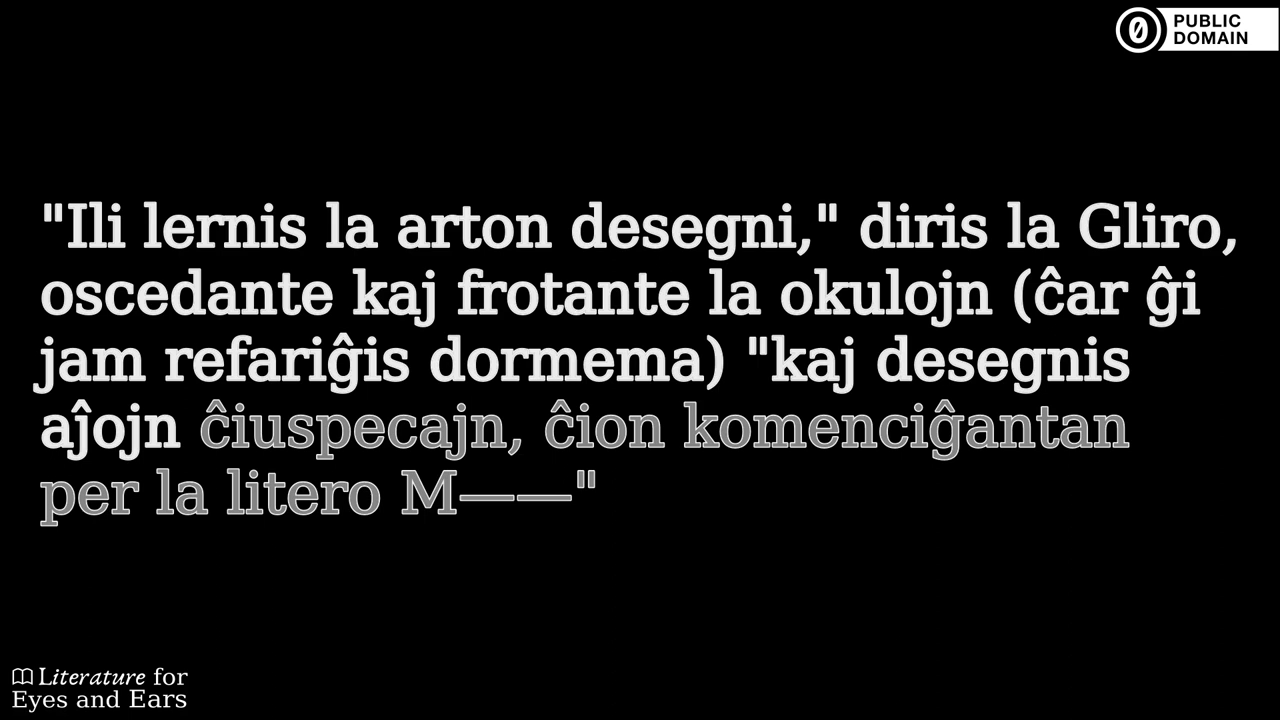 PUBLIC
DOMAIN
"Ili lernis la arton desegni," diris la Gliro,
oscedante kaj frotante la okulojn (ĉar ĝi
jam refariĝis dormema) "kaj desegnis
aĵojn ĉiuspecajn, ĉion komenciĝantan
per la litero M——"
Literature for
Eyes and Ears